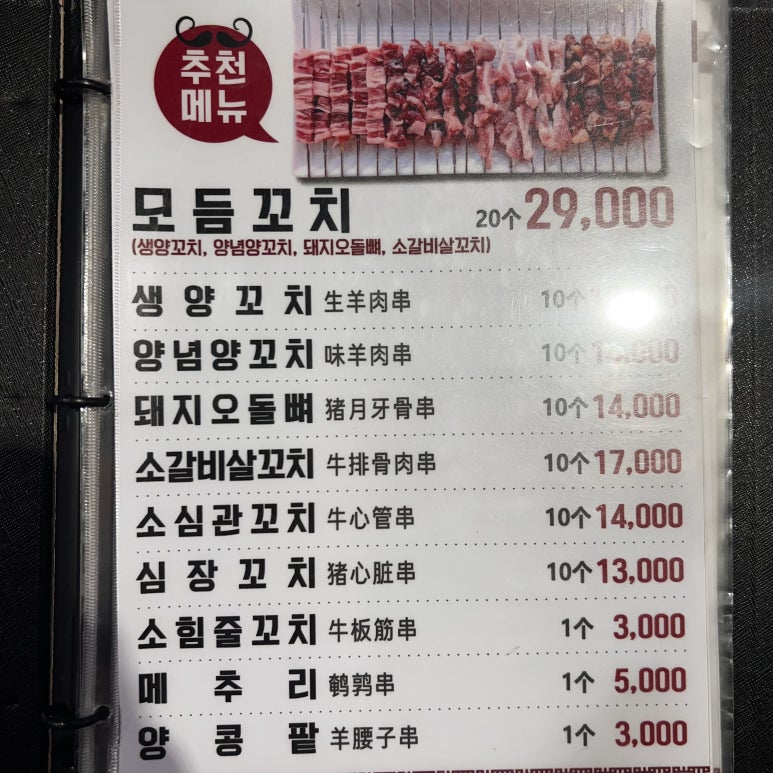 추천
메뉴
모듬꼬치 20个 29,000
(생양꼬치, 양념양꼬치, 돼지오돌뼈, 소갈비살꼬치)
생양꼬치 生羊肉串 10个
양념양꼬치 味羊肉串 10个
돼지오돌뼈 猪月牙骨串 10个 14,000
소갈비살꼬치 牛排骨肉串 10个 17,000
소심관꼬치 牛心管串 10个 14,000
심장꼬치 猪心脏串 10个 13,000
소힘줄꼬치 牛板筋串 1个 3,000
메추리 鹌鹑串 1个 5,000
양콩팥 羊腰子串 1个 3,000